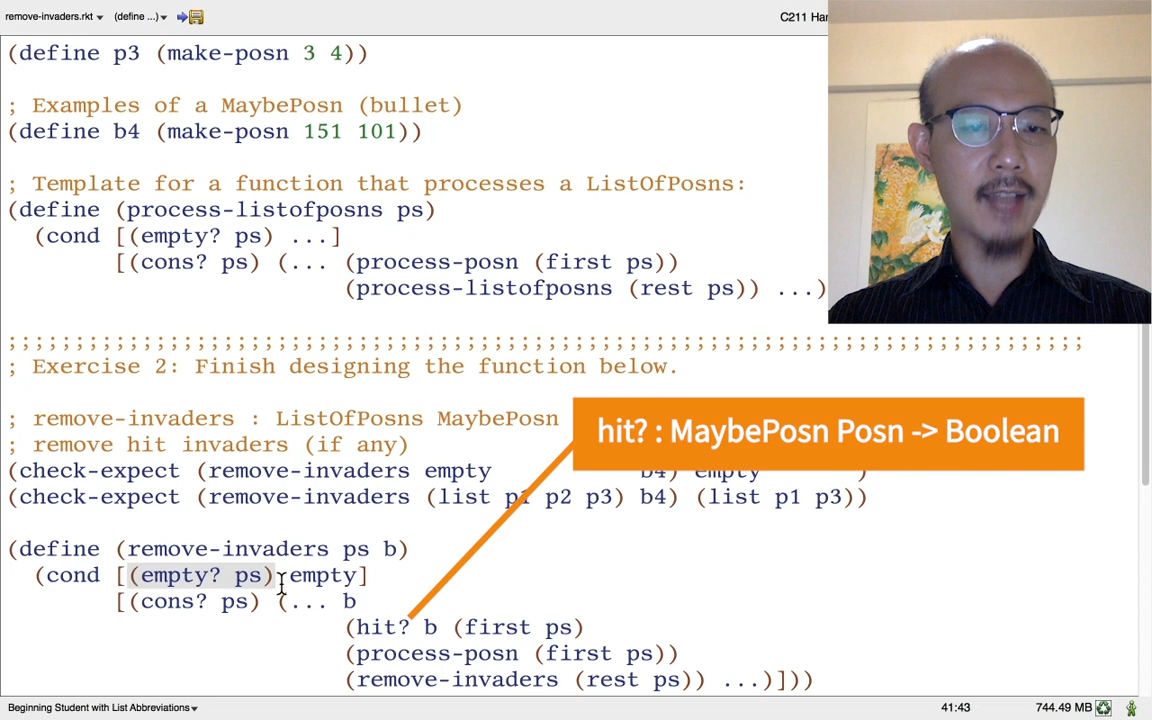 remove-invaders.rkt (define ...) C211 Har
(define p3 (make-posn 3 4))
; Examples of a MaybePosn (bullet)
(define b4 (make-posn 151 101))
; Template for a function that processes a ListOfPosns:
(define (process-listofposns ps)
(cond [(empty? ps) ...]
[(cons? ps) (... (process-posn (first ps))
(process-listofposns (rest ps)) ...)
;;;;;;;;;;;;;;;;;;;;;;;;;;;;;;;;;;;;;;;;;;;;;;;;;;;;;;;;;;;;;;;;;;;;;;;;;;;;;;;;
; Exercise 2: Finish designing the function below.
; remove-invaders : ListOfPosns MaybePosn
hit? : MaybePosn Posn -> Boolean
; remove hit invaders (if any)
(check-expect (remove-invaders empty b4) empty )
(check-expect (remove-invaders (list p1 p2 p3) b4) (list p1 p3))
(define (remove-invaders ps b)
(cond [(empty? ps) empty]
[(cons? ps) (... b
(hit? b (first ps)
(process-posn (first ps))
(remove-invaders (rest ps)) ...)]))
Beginning Student with List Abbreviations 41:43 744.49 MB